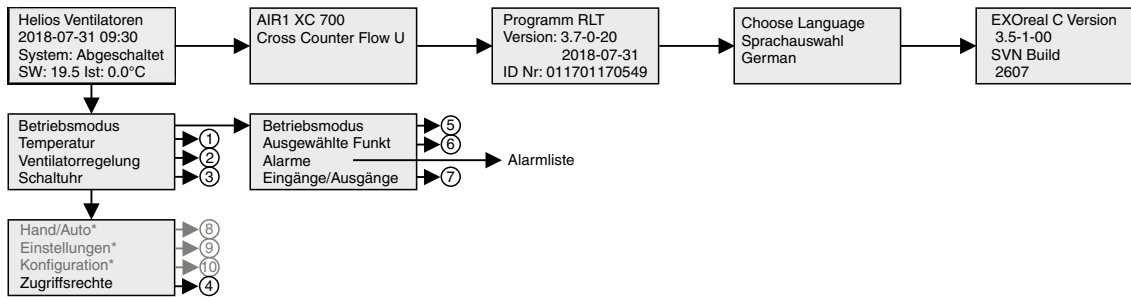 Helios Ventilatoren
2018-07-31 09:30
System: Abgeschaltet
SW: 19.5 Ist: 0.0°C
AIR1 XC 700
Cross Counter Flow U
Programm RLT
Version: 3.7-0-20
2018-07-31
ID Nr: 011701170549
Choose Language
Sprachauswahl
German
EXOreal C Version
3.5-1-00
SVN Build
2607
Betriebsmodus
Temperatur 1
Ventilatorregelung 2
Schaltuhr 3
Betriebsmodus 5
Ausgewählte Funkt 6
Alarme Alarmliste
Eingänge/Ausgänge 7
Hand/Auto* 8
Einstellungen* 9
Konfiguration* 10
Zugriffsrechte 4